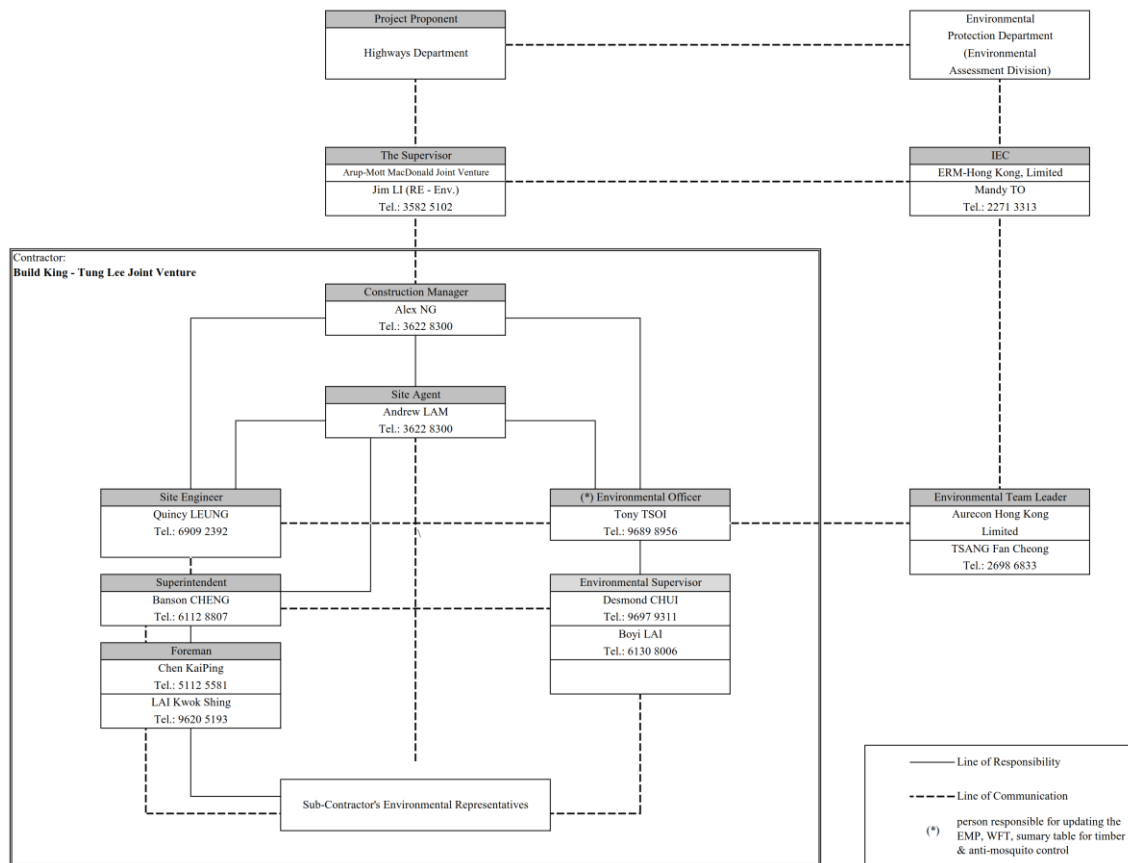 Project Proponent
Highways Department
Environmental
Protection Department
(Environmental
Assessment Division)
The Supervisor
Arup-Mott MacDonald Joint Venture
Jim LI (RE - Env.)
Tel.: 3582 5102
IEC
ERM-Hong Kong, Limited
Mandy TO
Tel.: 2271 3313
Contractor:
Build King - Tung Lee Joint Venture
Construction Manager
Alex NG
Tel.: 3622 8300
Site Agent
Andrew LAM
Tel.: 3622 8300
Site Engineer
Quincy LEUNG
Tel.: 6909 2392
(*) Environmental Officer
Tony TSOI
Tel.: 9689 8956
\
Environmental Team Leader
Aurecon Hong Kong
Limited
TSANG Fan Cheong
Tel.: 2698 6833
Superintendent
Banson CHENG
Tel.: 6112 8807
Environmental Supervisor
Desmond CHUI
Tel.: 9697 9311
Boyi LAI
Tel.: 6130 8006
Foreman
Chen KaiPing
Tel.: 5112 5581
LAI Kwok Shing
Tel.: 9620 5193
Sub-Contractor's Environmental Representatives
Line of Responsibility
Line of Communication
(*) person responsible for updating the
EMP, WFT, sumary table for timber
& anti-mosquito control